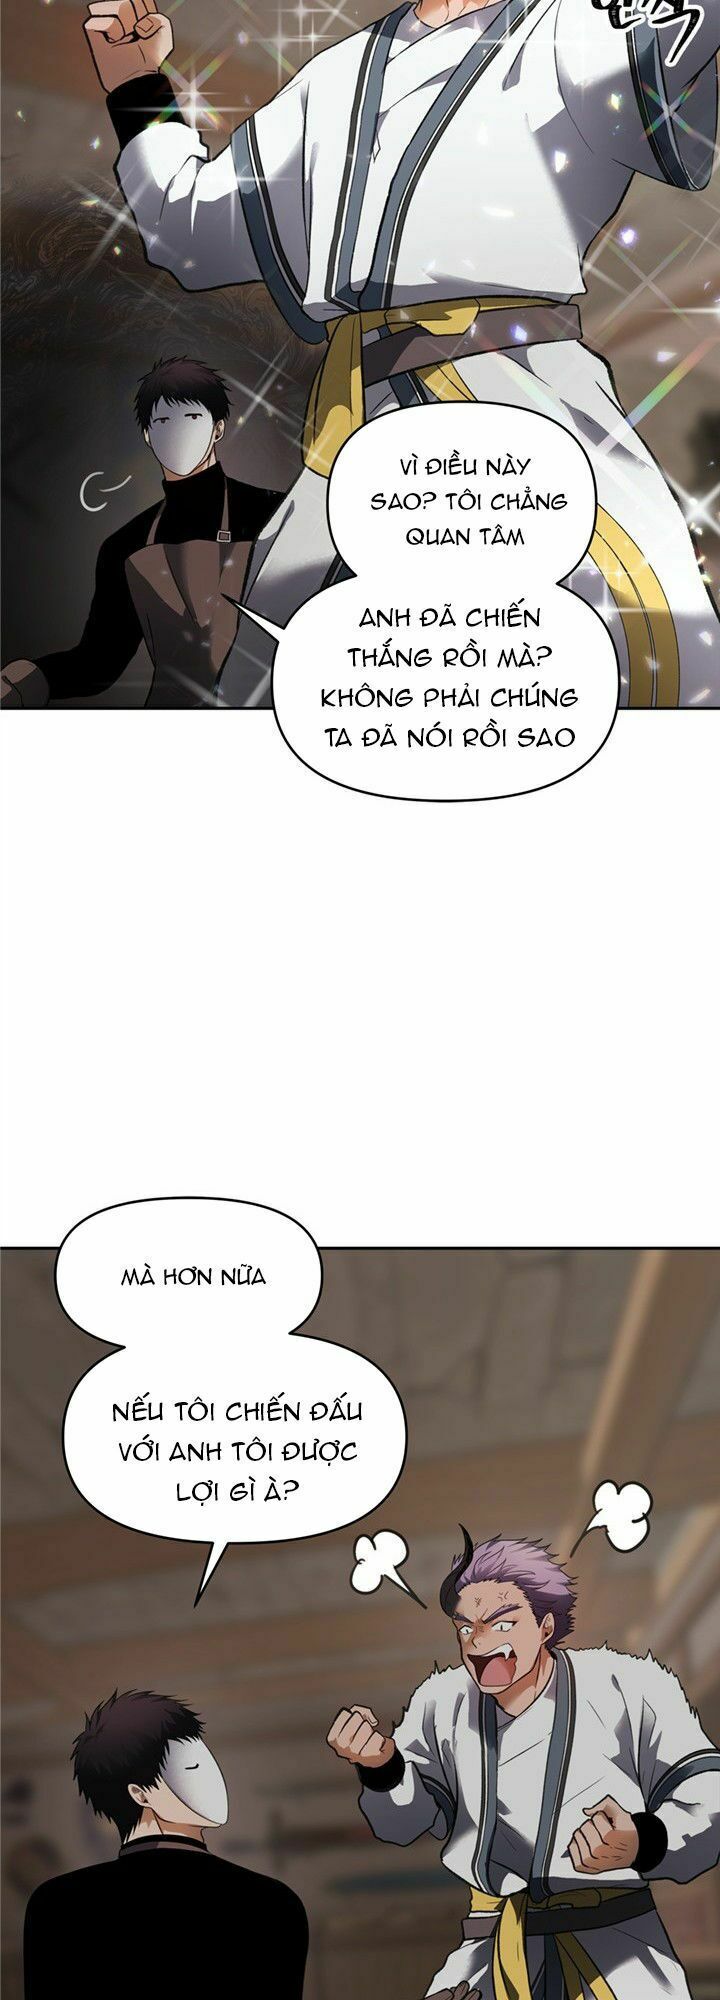 VÌ ĐIỀU NÀY
SAO? TÔI CHẲNG
QUAN TÂM
ANH ĐÃ CHIẾN
THẮNG RỒI MÀ?
KHÔNG PHẢI CHÚNG
TA ĐÃ NÓI RỒI SAO
MÀ HƠN NỮA
NẾU TÔI CHIẾN ĐẤU
VỚI ANH TÔI ĐƯỢC
LỢI GÌ À?